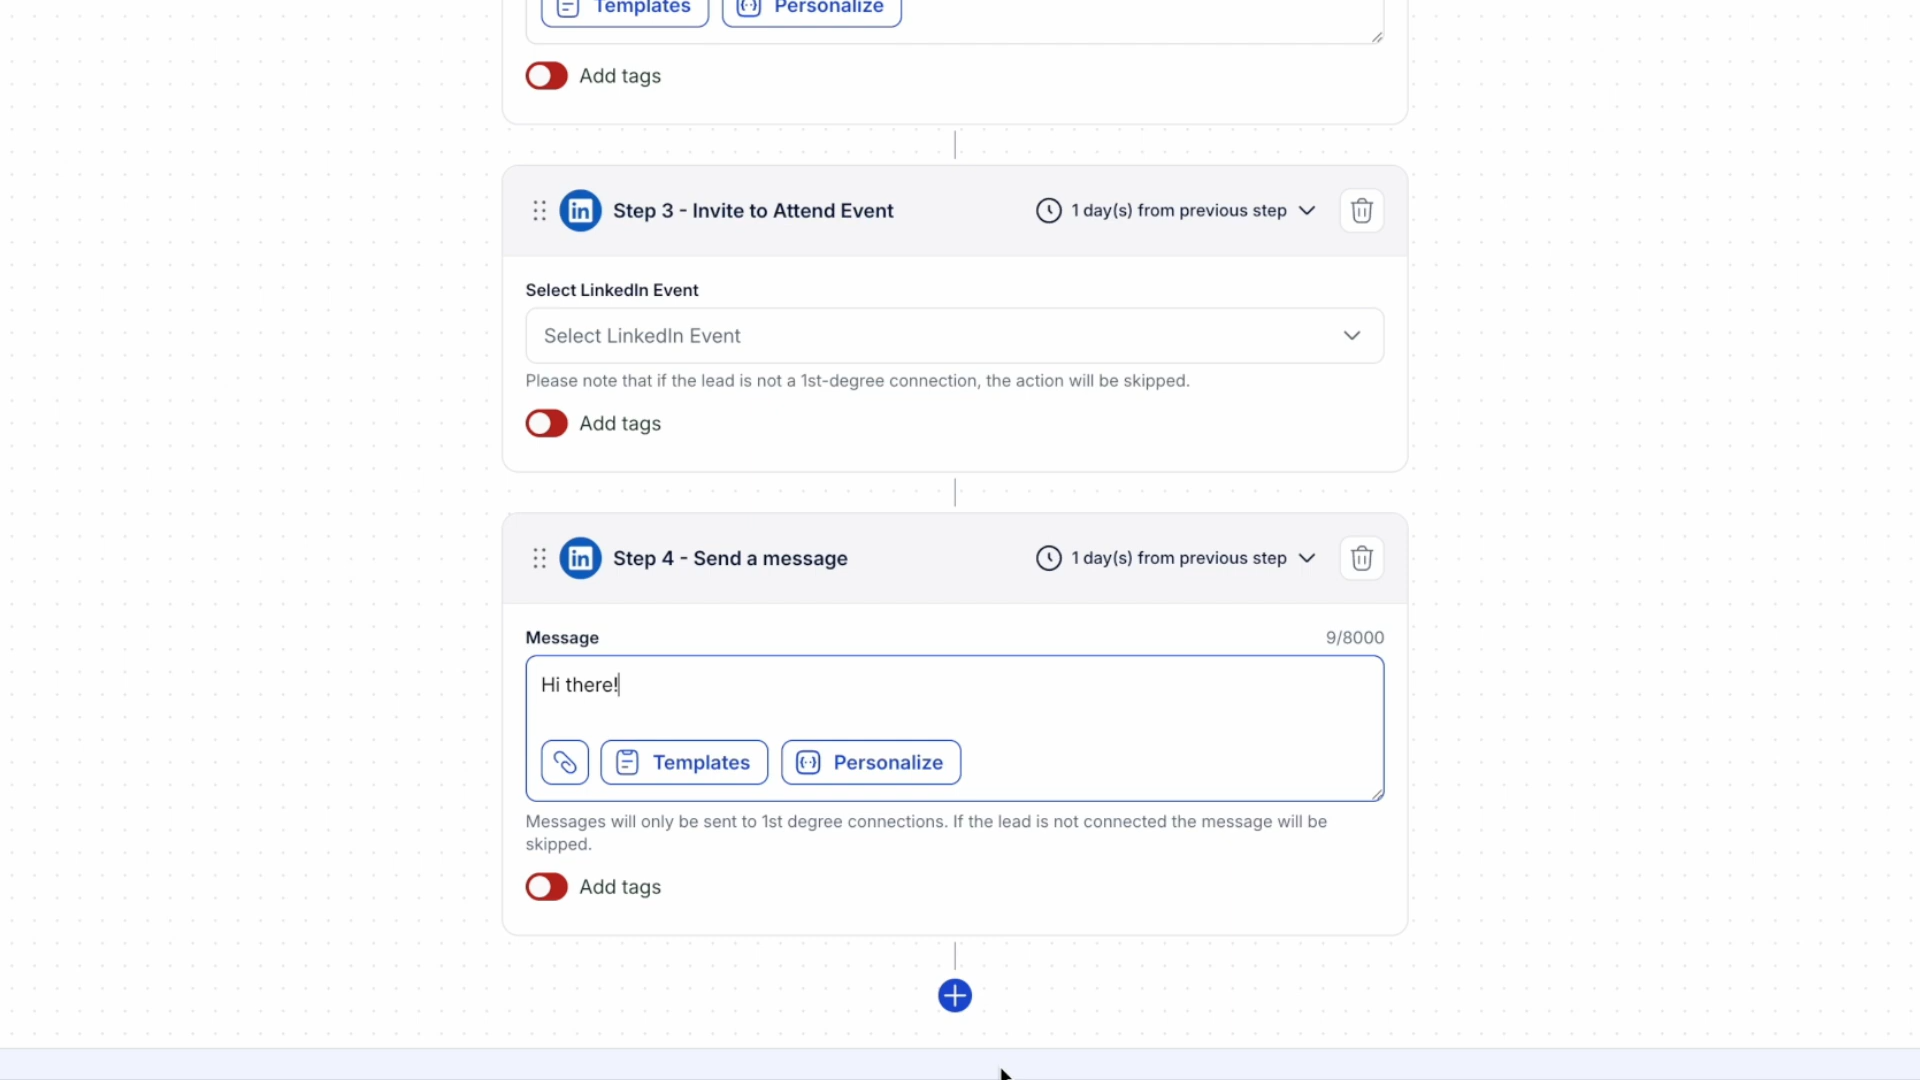 Templates
Personalize
Add tags
Step 3 - Invite to Attend Event
1 day(s) from previous step
Select LinkedIn Event
Select LinkedIn Event
Please note that if the lead is not a 1st-degree connection, the action will be skipped.
Add tags
Step 4 - Send a message
1 day(s) from previous step
Message
9/8000
Hi there!
Templates
Personalize
Messages will only be sent to 1st degree connections. If the lead is not connected the message will be
skipped.
Add tags